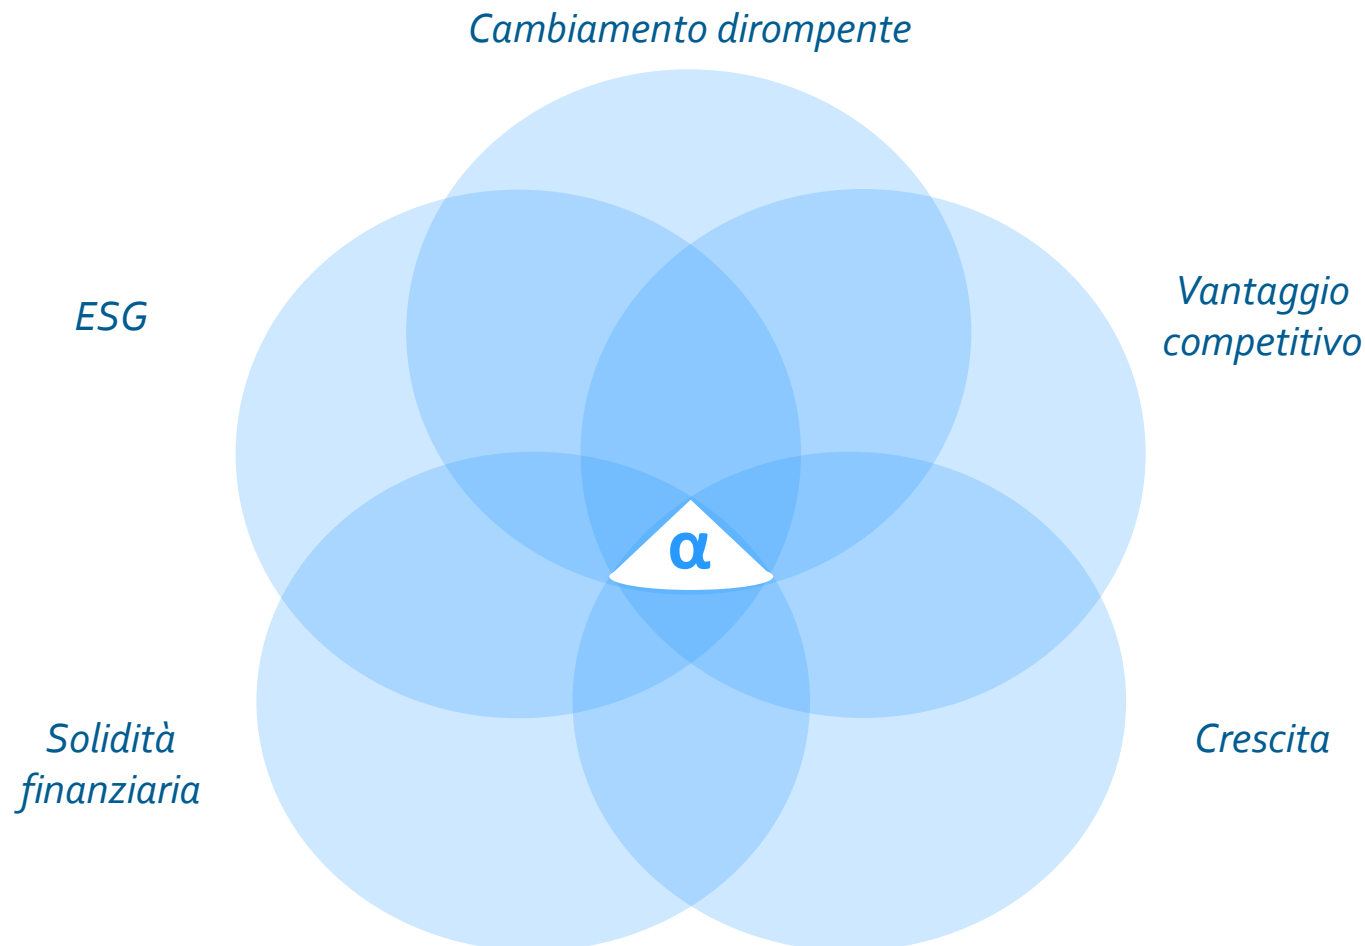 Cambiamento dirompente
ESG
Vantaggio
competitivo
α
Solidità
finanziaria
Crescita